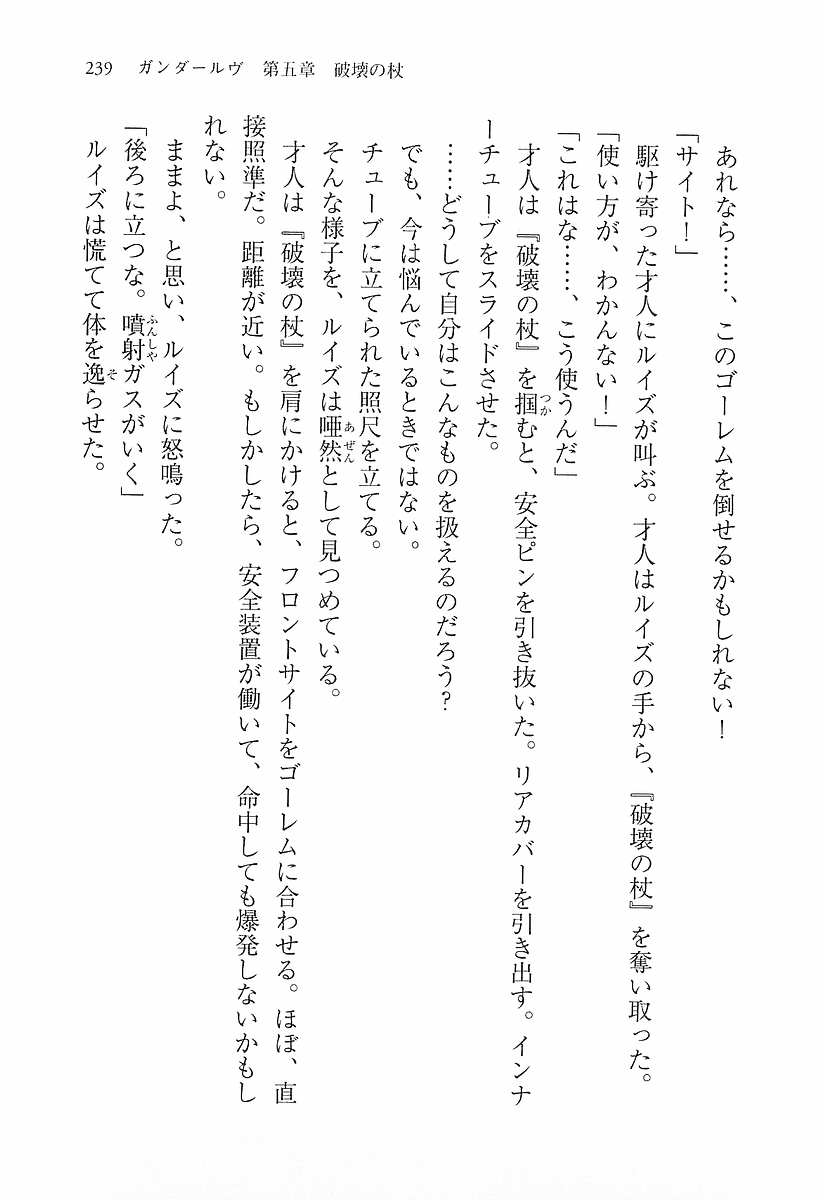 239　ガンダールヴ　第五章　破壊の杖
あれなら……、このゴーレムを倒せるかもしれない！
「サイト！」
駆け寄った才人にルイズが叫ぶ。才人はルイズの手から、『破壊の杖』を奪い取った。
「使い方が、わかんない！」
「これはな……、こう使うんだ」
才人は『破壊の杖』を掴むと、安全ピンを引き抜いた。リアカバーを引き出す。インナ
ーチューブをスライドさせた。
……どうして自分はこんなものを扱えるのだろう？
でも、今は悩んでいるときではない。
チューブに立てられた照尺を立てる。
そんな様子を、ルイズは唖然として見つめている。
才人は『破壊の杖』を肩にかけると、フロントサイトをゴーレムに合わせる。ほぼ、直
接照準だ。距離が近い。もしかしたら、安全装置が働いて、命中しても爆発しないかもし
れない。
ままよ、と思い、ルイズに怒鳴った。
「後ろに立つな。噴射ガスがいく」
ルイズは慌てて体を逸らせた。